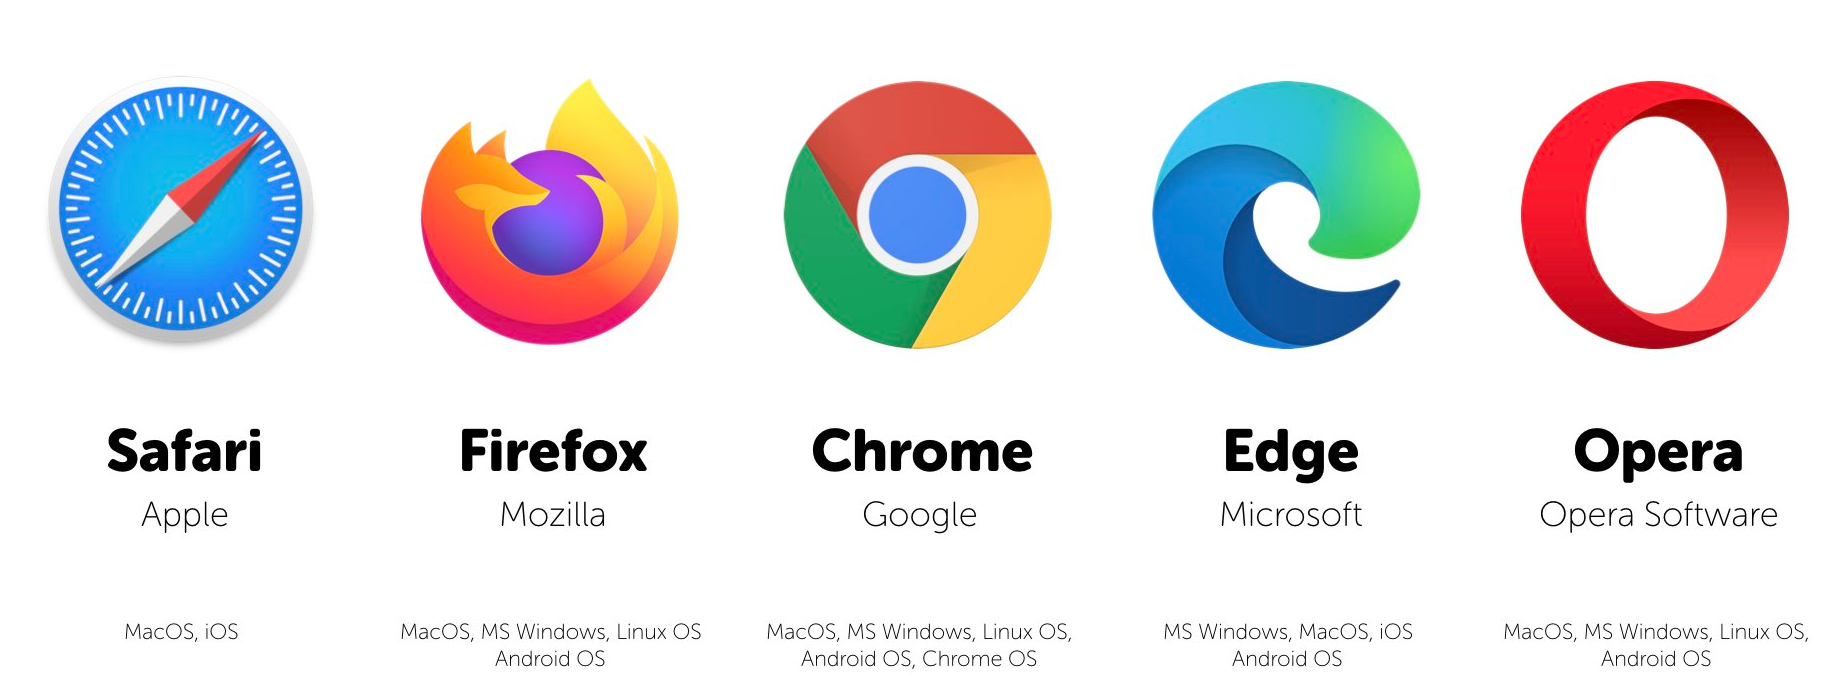 Safari
Apple
MacOS, iOS
Firefox
Mozilla
MacOS, MS Windows, Linux OS
Android OS
Chrome
Google
MacOS, MS Windows, Linux OS,
Android OS, Chrome OS
Edge
Microsoft
MS Windows, MacOS, iOS
Android OS
Opera
Opera Software
MacOS, MS Windows, Linux OS,
Android OS